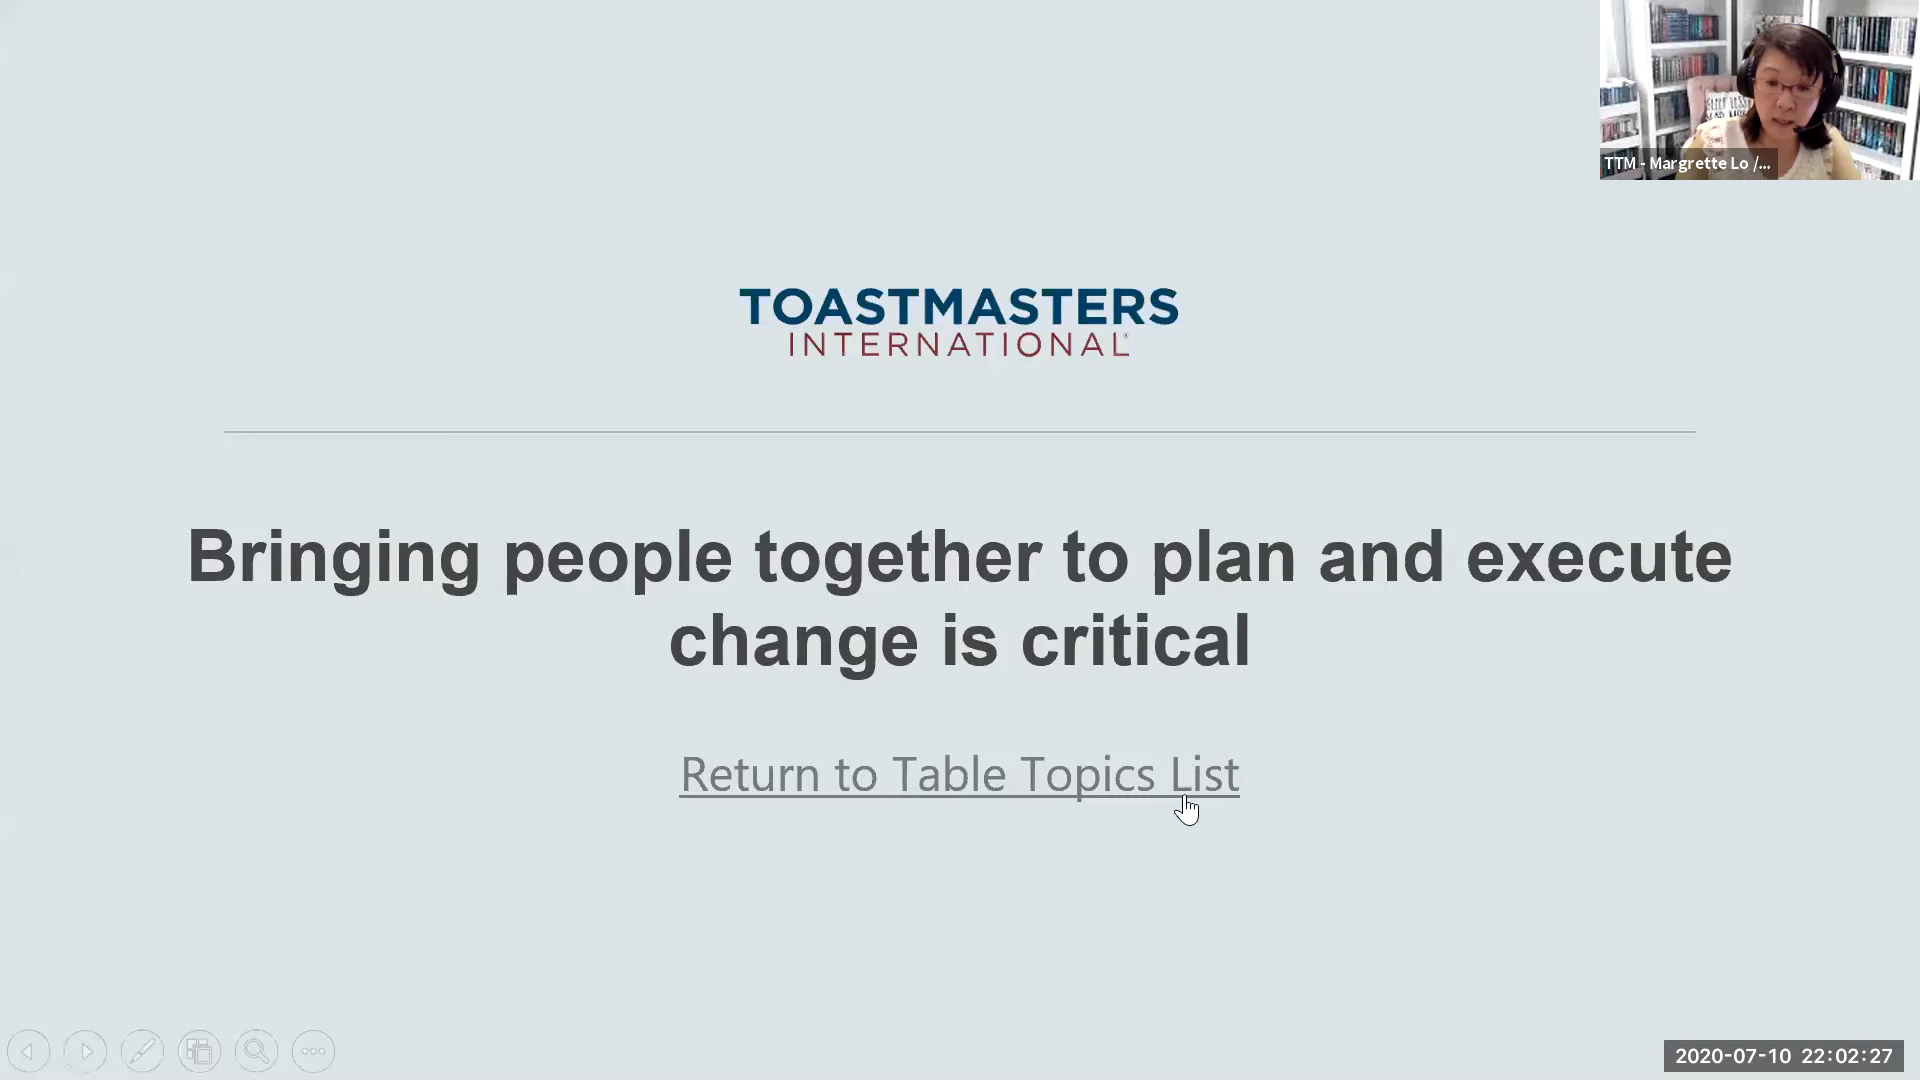 TTM - Margrette Lo /...
TOASTMASTERS
INTERNATIONAL
Bringing people together to plan and execute
change is critical
Return to Table Topics List
2020-07-10 22:02:27